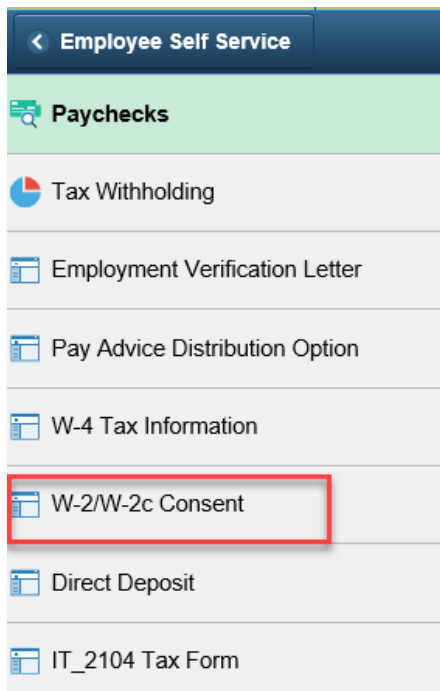 Employee Self Service
Paychecks
Tax Withholding
Employment Verification Letter
Pay Advice Distribution Option
W-4 Tax Information
W-2/W-2c Consent
Direct Deposit
IT_2104 Tax Form